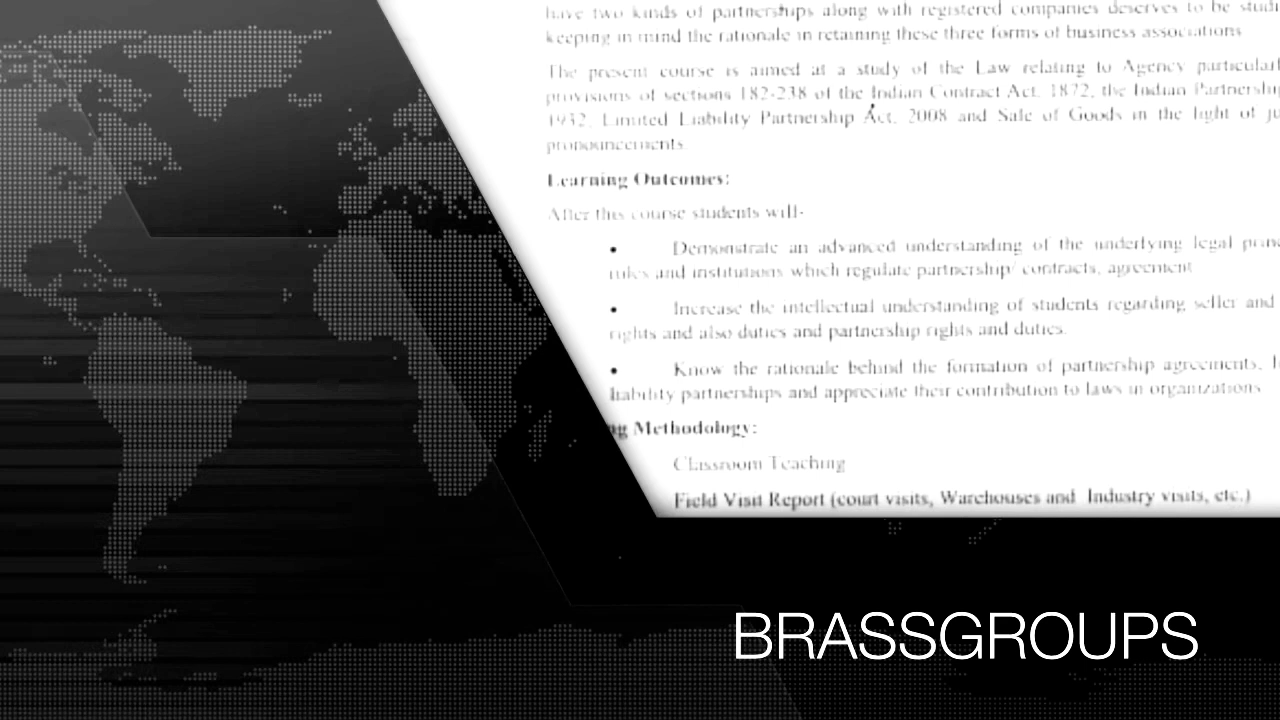 have two kinds of partnerships along with registered companies deserves to be
keeping in mind the rationale in retaining these three forms of business associations
The present course is aimed at a study of the Law relating to Agency
provisions of sections 182-238 of the Indian Contract Act, 1872, the Indian
1932, Limited Liability Partnership Act, 2008 and Sale of Goods in the light of
pronouncements.
Learning Outcomes:
After this course students will-
• Demonstrate an advanced understanding of the underlying legal
rules and institutions which regulate partnership/ contracts, agreement
• Increase the intellectual understanding of students regarding seller and
rights and also duties and partnership rights and duties.
• Know the rationale behind the formation of partnership agreements,
liability partnerships and appreciate their contribution to laws in organizations
Methodology:
Classroom Teaching
Field Visit Report (court visits, Warehouses and Industry visits, etc.)
BRASSGROUPS